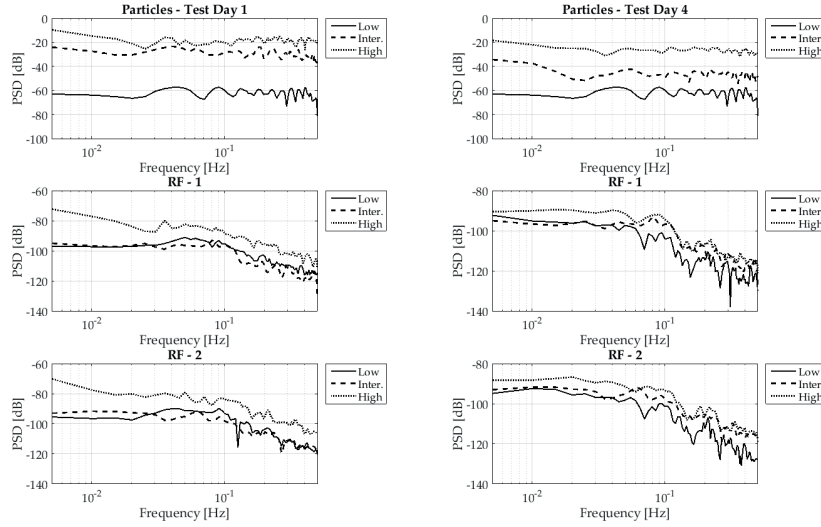 Particles - Test Day 1
0
-20
-40
-60
-80
-100
PSD [dB]
10-2
10-1
Frequency [Hz]
Low
Inter.
High
Particles - Test Day 4
0
-20
-40
-60
-80
-100
PSD [dB]
10-2
10-1
Frequency [Hz]
Low
Inter.
High
RF - 1
-60
-80
-100
-120
-140
PSD [dB]
10-2
10-1
Frequency [Hz]
Low
Inter.
High
RF - 1
-80
-100
-120
-140
PSD [dB]
10-2
10-1
Frequency [Hz]
Low
Inter.
High
RF - 2
-60
-80
-100
-120
-140
PSD [dB]
10-2
10-1
Frequency [Hz]
Low
Inter.
High
RF - 2
-80
-100
-120
-140
PSD [dB]
10-2
10-1
Frequency [Hz]
Low
Inter.
High